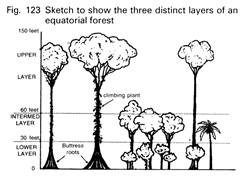 Fig. 123 Sketch to show the three distinct layers of an
equatorial forest
150 feet
UPPER
LAYER
climbing plant
60 feet
INTERMED
LAYER
30 feet
LOWER
LAYER
Buttress
roots
0